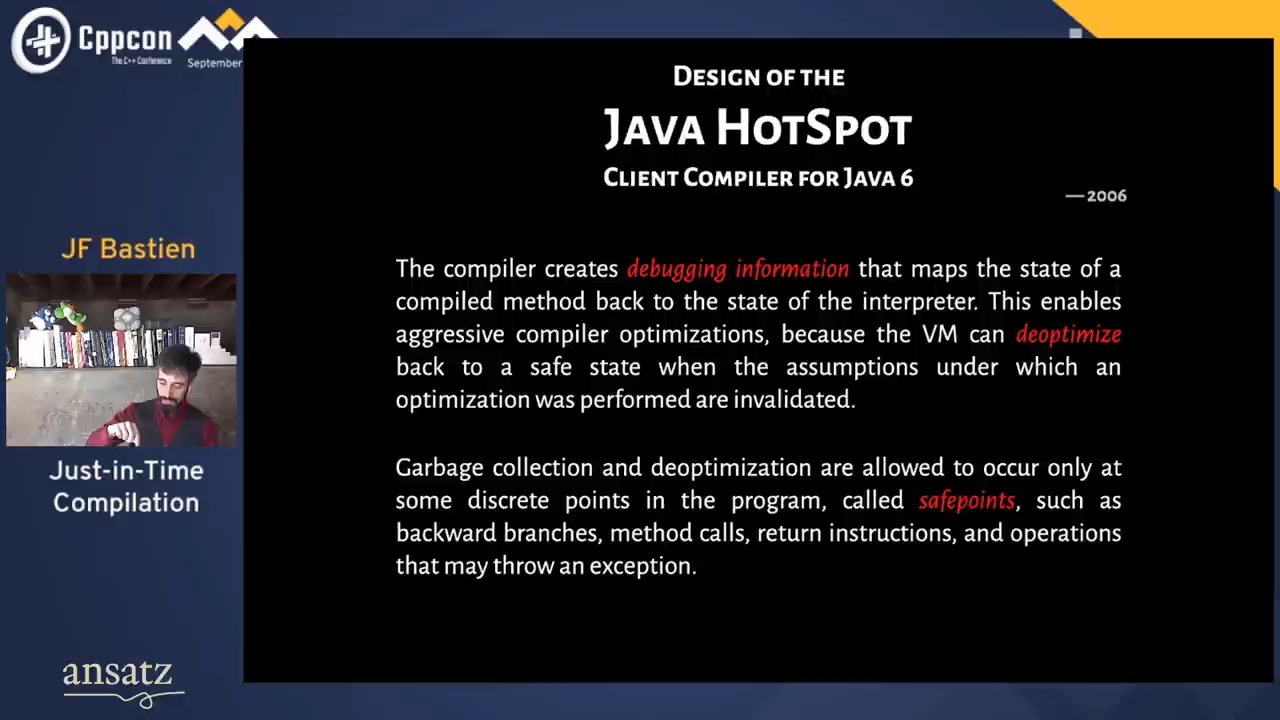 Cppcon
The C++ Conference
September
JF Bastien
Just-in-Time
Compilation
ansatz
DESIGN OF THE
JAVA HOTSPOT
CLIENT COMPILER FOR JAVA 6
—2006
The compiler creates debugging information that maps the state of a
compiled method back to the state of the interpreter. This enables
aggressive compiler optimizations, because the VM can deoptimize
back to a safe state when the assumptions under which an
optimization was performed are invalidated.
Garbage collection and deoptimization are allowed to occur only at
some discrete points in the program, called safepoints, such as
backward branches, method calls, return instructions, and operations
that may throw an exception.